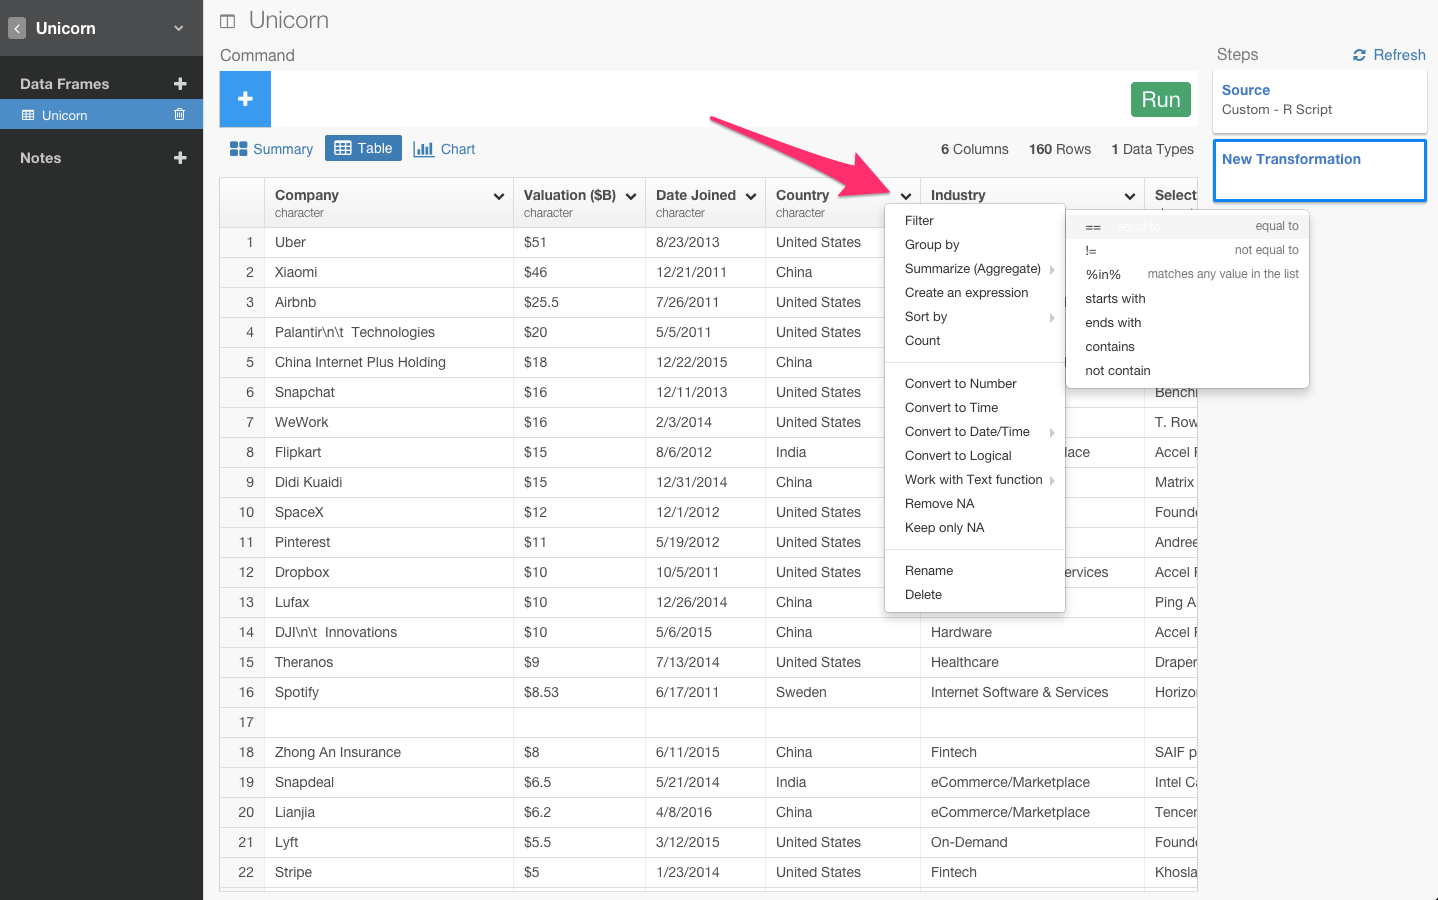 Unicorn
Data Frames
Unicorn
Notes
Unicorn
Command
Run
Summary Table Chart
6 Columns 160 Rows 1 Data Types
Steps Refresh
Source
Custom - R Script
New Transformation
Company Valuation ($B) Date Joined Country Industry Select
character character character character
1 Uber $51 8/23/2013 United States
2 Xiaomi $46 12/21/2011 China
3 Airbnb $25.5 7/26/2011 United States
4 Palantir\n\t Technologies $20 5/5/2011 United States
5 China Internet Plus Holding $18 12/22/2015 China
6 Snapchat $16 12/11/2013 United States Benchi
7 WeWork $16 2/3/2014 United States T. Row
8 Flipkart $15 8/6/2012 India lace Accel F
9 Didi Kuaidi $15 12/31/2014 China Matrix
10 SpaceX $12 12/1/2012 United States Founde
11 Pinterest $11 5/19/2012 United States Andree
12 Dropbox $10 10/5/2011 United States ervices Accel F
13 Lufax $10 12/26/2014 China Ping A
14 DJI\n\t Innovations $10 5/6/2015 China Hardware Accel F
15 Theranos $9 7/13/2014 United States Healthcare Draper
16 Spotify $8.53 6/17/2011 Sweden Internet Software & Services Horizo
17
18 Zhong An Insurance $8 6/11/2015 China Fintech SAIF p
19 Snapdeal $6.5 5/21/2014 India eCommerce/Marketplace Intel Ca
20 Lianjia $6.2 4/8/2016 China eCommerce/Marketplace Tencer
21 Lyft $5.5 3/12/2015 United States On-Demand Founde
22 Stripe $5 1/23/2014 United States Fintech Khosla
Filter
Group by
Summarize (Aggregate)
Create an expression
Sort by
Count
Convert to Number
Convert to Time
Convert to Date/Time
Convert to Logical
Work with Text function
Remove NA
Keep only NA
Rename
Delete
== equal to equal to
!= not equal to
%in% matches any value in the list
starts with
ends with
contains
not contain